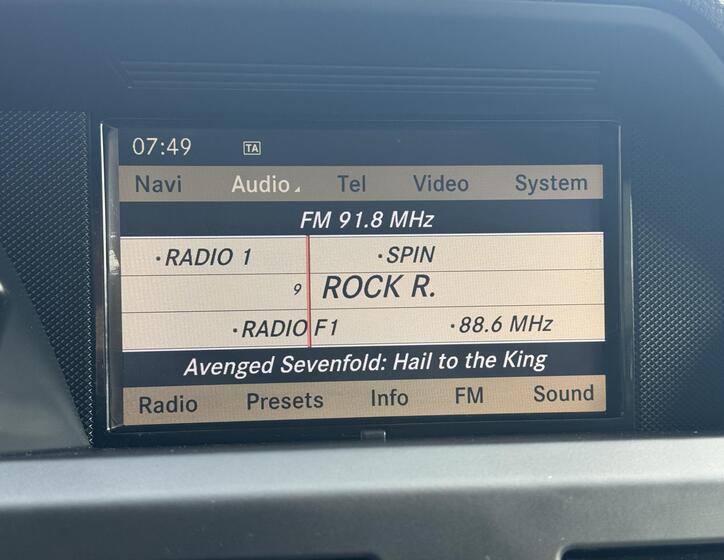 07:49 TA
Navi Audio Tel Video System
FM 91.8 MHz
·RADIO 1 ·SPIN
9 ROCK R.
·RADIO F1 ·88.6 MHz
Avenged Sevenfold: Hail to the King
Radio Presets Info FM Sound